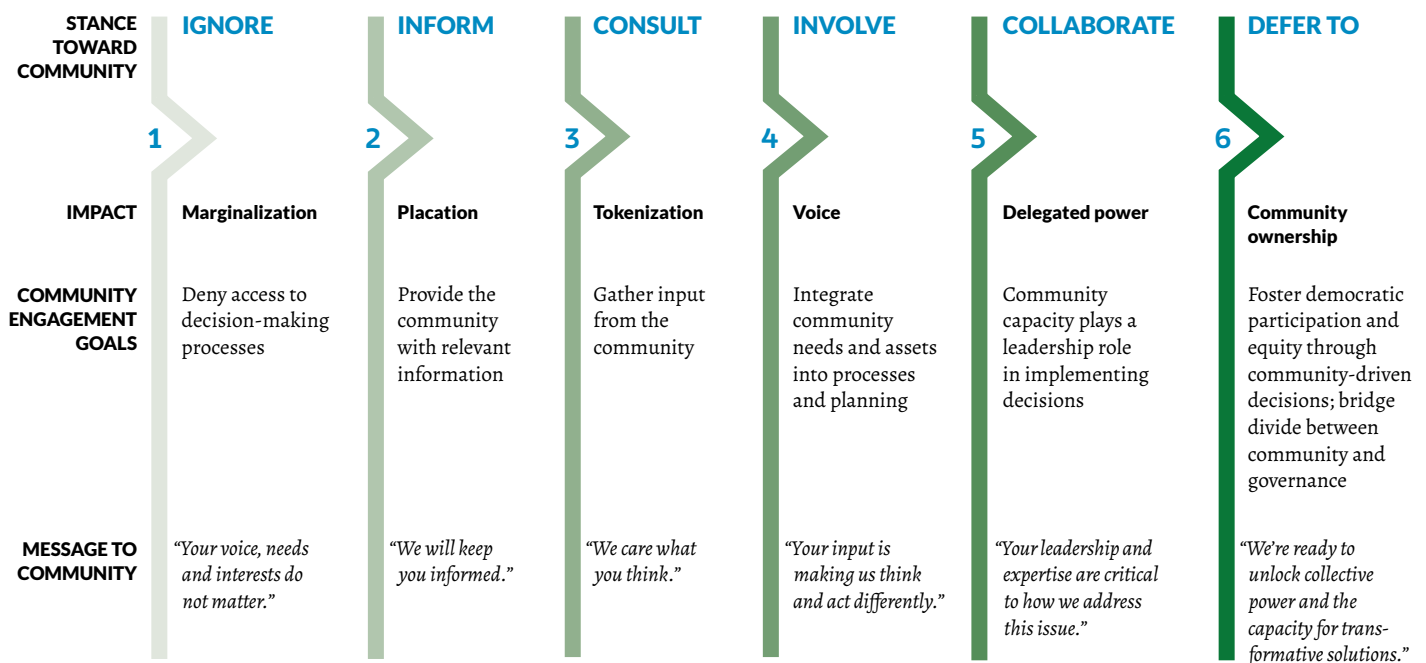 STANCE
TOWARD
COMMUNITY
IGNORE
INFORM
CONSULT
INVOLVE
COLLABORATE
DEFER TO
1
2
3
4
5
6
IMPACT
Marginalization
Placation
Tokenization
Voice
Delegated power
Community
ownership
COMMUNITY
ENGAGEMENT
GOALS
Deny access to
decision-making
processes
Provide the
community
with relevant
information
Gather input
from the
community
Integrate
community
needs and assets
into processes
and planning
Community
capacity plays a
leadership role
in implementing
decisions
Foster democratic
participation and
equity through
community-driven
decisions; bridge
divide between
community and
governance
MESSAGE TO
COMMUNITY
“Your voice, needs
and interests do
not matter.”
“We will keep
you informed.”
“We care what
you think.”
“Your input is
making us think
and act differently.”
“Your leadership and
expertise are critical
to how we address
this issue.”
“We’re ready to
unlock collective
power and the
capacity for trans-
formative solutions.”